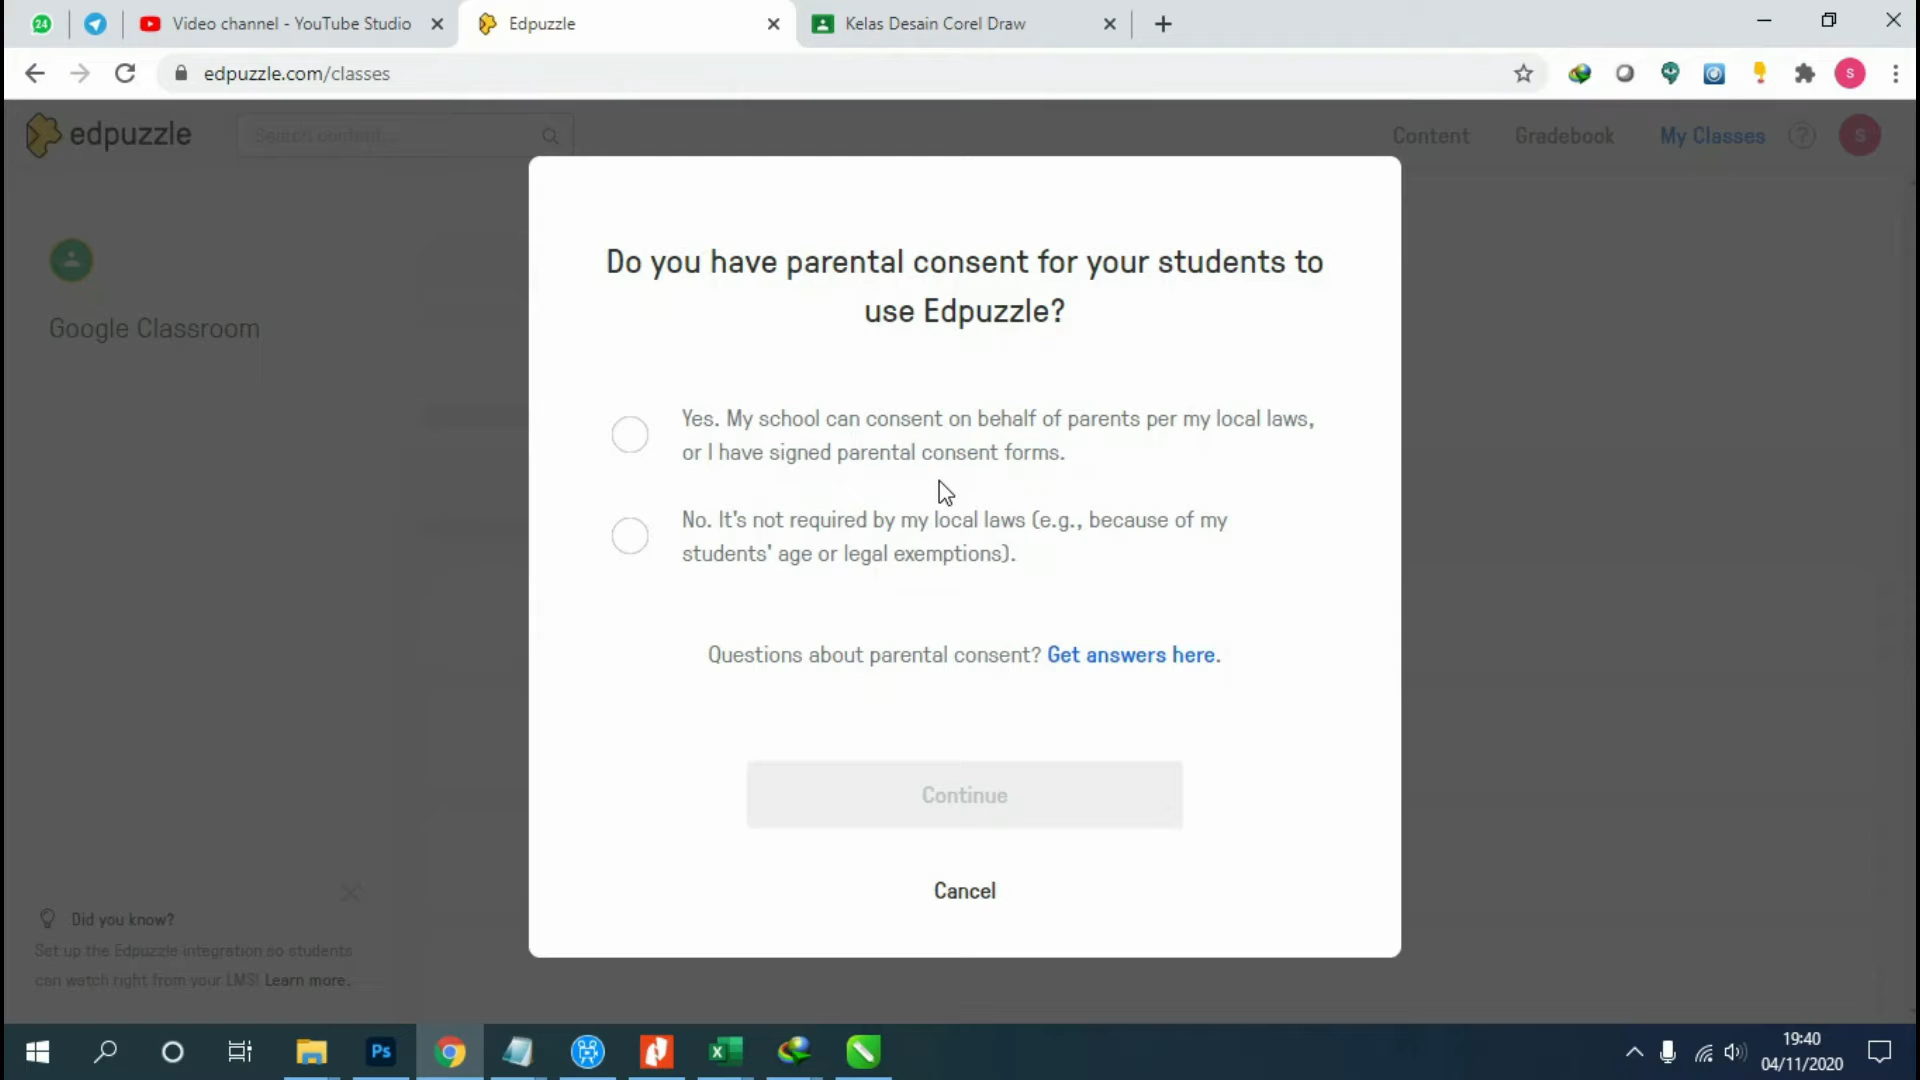 24
Video channel - YouTube Studio
Edpuzzle
Kelas Desain Corel Draw
edpuzzle.com/classes
S
edpuzzle
Search content...
Content
Gradebook
My Classes
?
S
Google Classroom
Do you have parental consent for your students to
use Edpuzzle?
Yes. My school can consent on behalf of parents per my local laws,
or I have signed parental consent forms.
No. It's not required by my local laws (e.g., because of my
students' age or legal exemptions).
Questions about parental consent? Get answers here.
Continue
Cancel
Did you know?
Set up the Edpuzzle integration so students
can watch right from your LMS! Learn more.
Ps
19:40
04/11/2020